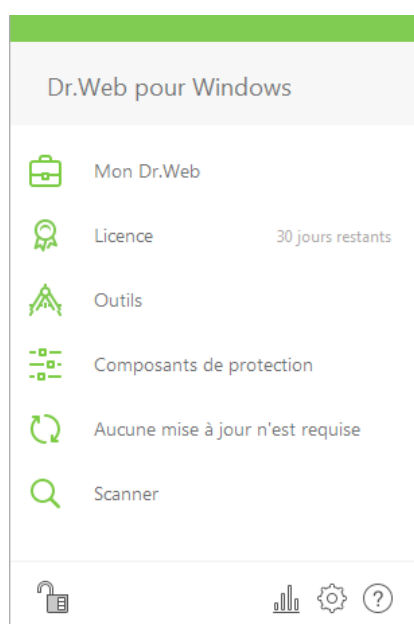 Dr.Web pour Windows
Mon Dr.Web
Licence 30 jours restants
Outils
Composants de protection
Aucune mise à jour n'est requise
Scanner